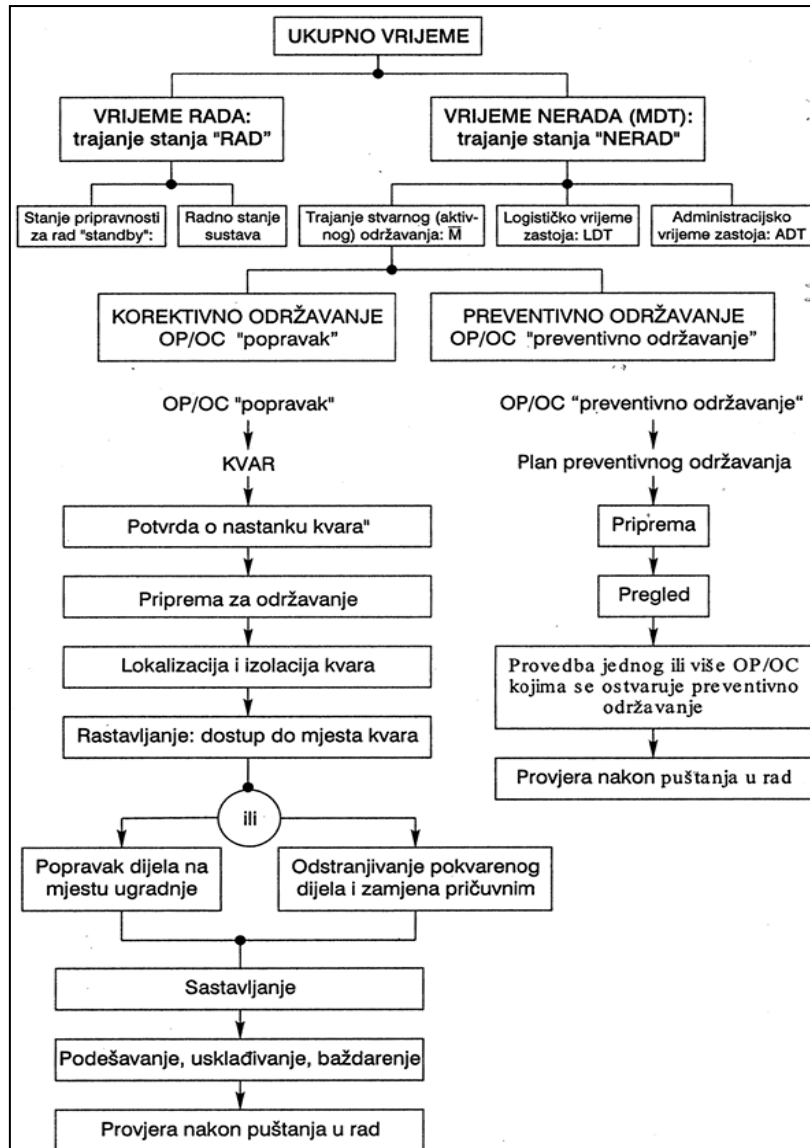 UKUPNO VRIJEME
VRIJEME RADA:
trajanje stanja "RAD”
VRIJEME NERADA (MDT):
trajanje stanja "NERAD"
Stanje pripravnosti
za rad "standby":
Radno stanje
sustava
Trajanje stvarnog (aktiv-
nog) održavanja: M̅
Logističko vrijeme
zastoja: LDT
Administracijsko
vrijeme zastoja: ADT
KOREKTIVNO ODRŽAVANJE
OP/OC "popravak”
PREVENTIVNO ODRŽAVANJE
OP/OC "preventivno održavanje”
OP/OC "popravak"
KVAR
Potvrda o nastanku kvara"
Priprema za održavanje
Lokalizacija i izolacija kvara
Rastavljanje: dostup do mjesta kvara
ili
Popravak dijela na
mjestu ugradnje
Odstranjivanje pokvarenog
dijela i zamjena pričuvnim
Sastavljanje
Podešavanje, usklađivanje, baždarenje
Provjera nakon puštanja u rad
OP/OC “preventivno održavanje“
Plan preventivnog održavanja
Priprema
Pregled
Provedba jednog ili više OP/OC
kojima se ostvaruje preventivno
održavanje
Provjera nakon puštanja u rad